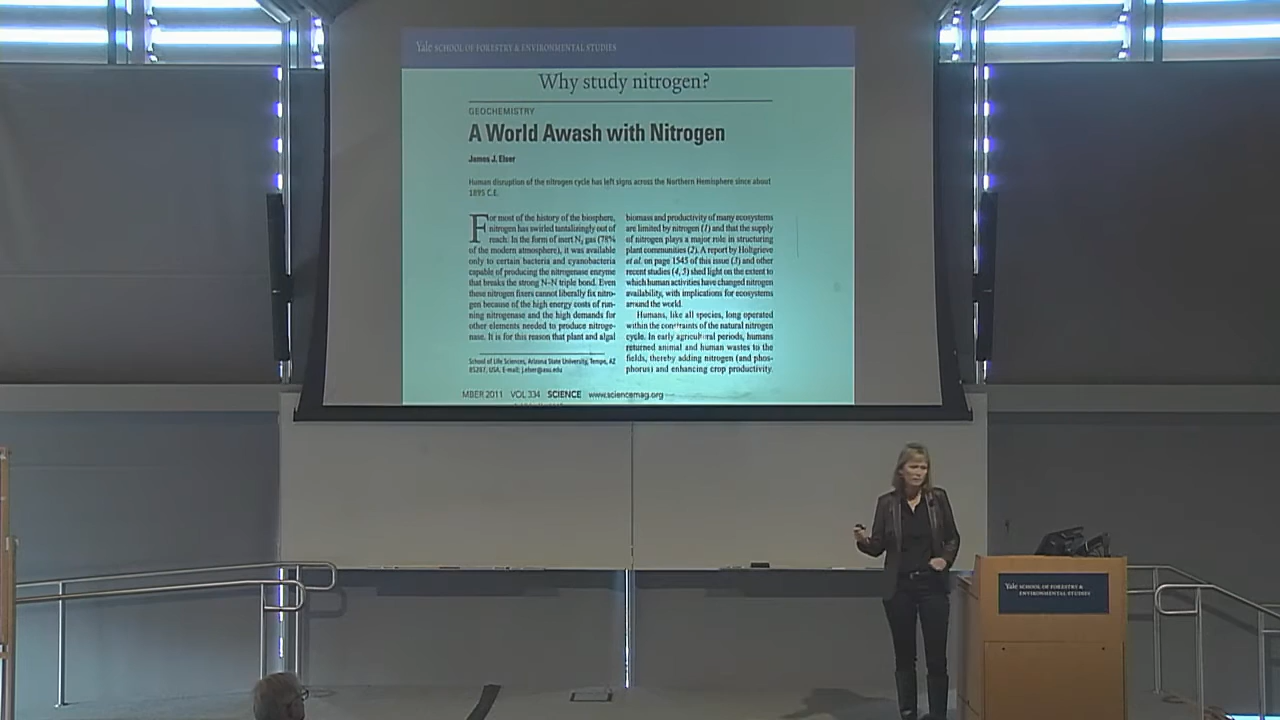 Yale SCHOOL OF FORESTRY & ENVIRONMENTAL STUDIES
Why study nitrogen?
GEOCHEMISTRY
A World Awash with Nitrogen
James J. Elser
Human disruption of the nitrogen cycle has left signs across the Northern Hemisphere since about
1895 C.E.
For most of the history of the biosphere,
nitrogen has swirled tantalisingly out of
reach: In the form of inert N2 gas (78%
of the modern atmosphere), it was available
only to certain bacteria and cyanobacteria
capable of producing the nitrogenase enzyme
that breaks the strong N–N triple bond. Even
these nitrogen fixers cannot liberally fix nitro-
gen because of the high energy costs of run-
ning nitrogenase and the high demands for
other elements needed to produce nitroge-
nase. It is for this reason that plant and algal
School of Life Sciences, Arizona State University, Tempe, AZ
85287, USA. E-mail: j.elser@asu.edu
biomass and productivity of many ecosystems
are limited by nitrogen (1) and that the supply
of nitrogen plays a major role in structuring
plant communities (2). A report by Holtgrieve
et al. on page 1545 of this issue (3) and other
recent studies (4, 5) shed light on the extent to
which human activities have changed nitrogen
availability, with implications for ecosystems
around the world.
Humans, like all species, long operated
within the constraints of the natural nitrogen
cycle. In early agricultural periods, humans
returned animal and human wastes to the
fields, thereby adding nitrogen (and phos-
phorus) and enhancing crop productivity.
MBER 2011 VOL 334 SCIENCE www.sciencemag.org
Yale SCHOOL OF FORESTRY &
ENVIRONMENTAL STUDIES